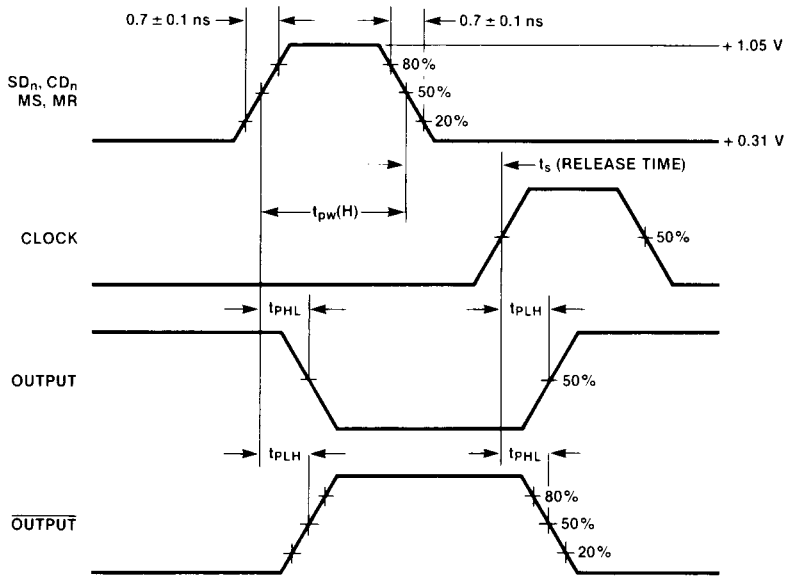 0.7 ± 0.1 ns
0.7 ± 0.1 ns
+ 1.05 V
SDn, CDn
MS, MR
80%
50%
20%
+ 0.31 V
ts (RELEASE TIME)
tpw(H)
CLOCK
50%
tPHL
tPLH
OUTPUT
50%
tPLH
tPHL
OUTPUT
80%
50%
20%